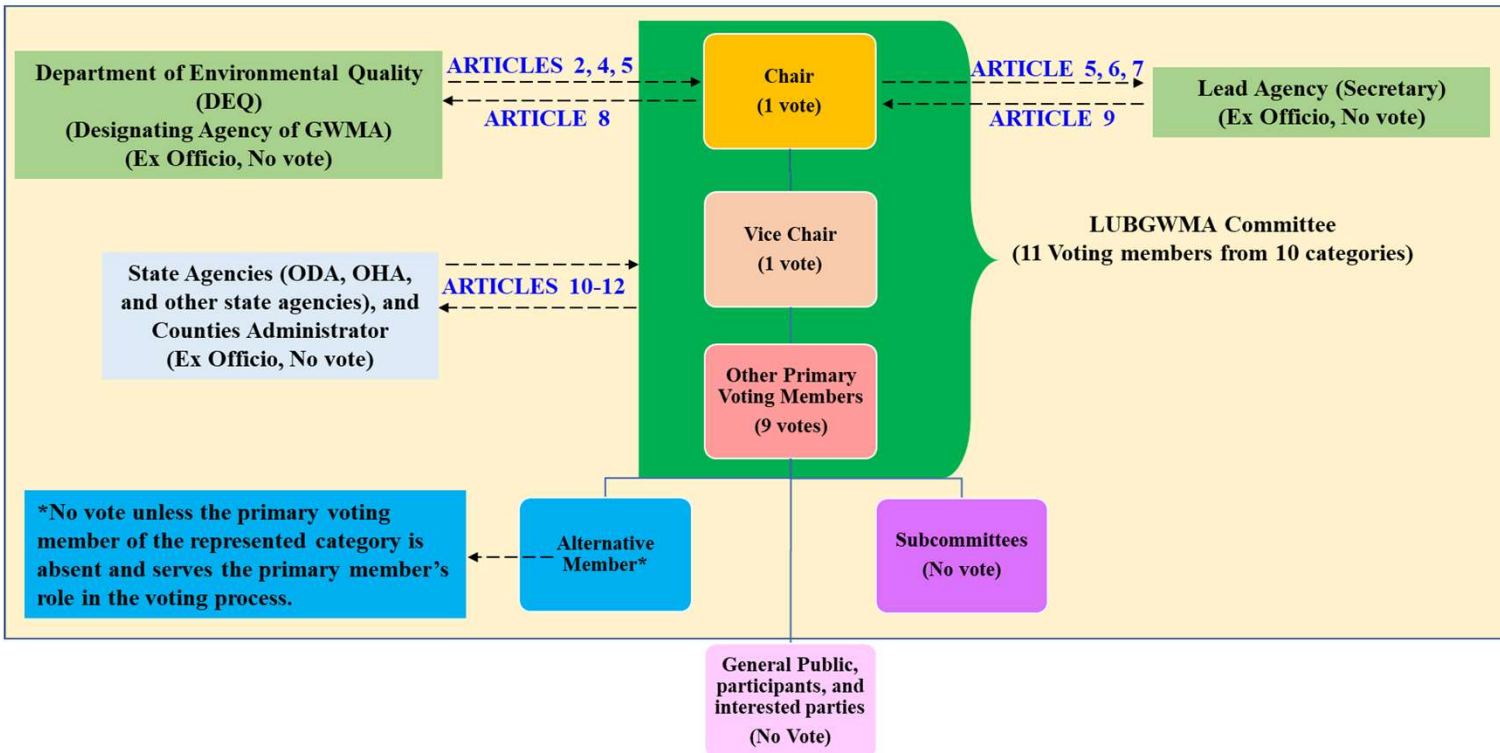 Department of Environmental Quality
(DEQ)
(Designating Agency of GWMA)
(Ex Officio, No vote)
ARTICLES 2, 4, 5
ARTICLE 8
Chair
(1 vote)
ARTICLE 5, 6, 7
ARTICLE 9
Lead Agency (Secretary)
(Ex Officio, No vote)
Vice Chair
(1 vote)
LUBGWMA Committee
(11 Voting members from 10 categories)
State Agencies (ODA, OHA,
and other state agencies), and
Counties Administrator
(Ex Officio, No vote)
ARTICLES 10-12
Other Primary
Voting Members
(9 votes)
*No vote unless the primary voting
member of the represented category is
absent and serves the primary member’s
role in the voting process.
Alternative
Member*
Subcommittees
(No vote)
General Public,
participants, and
interested parties
(No Vote)